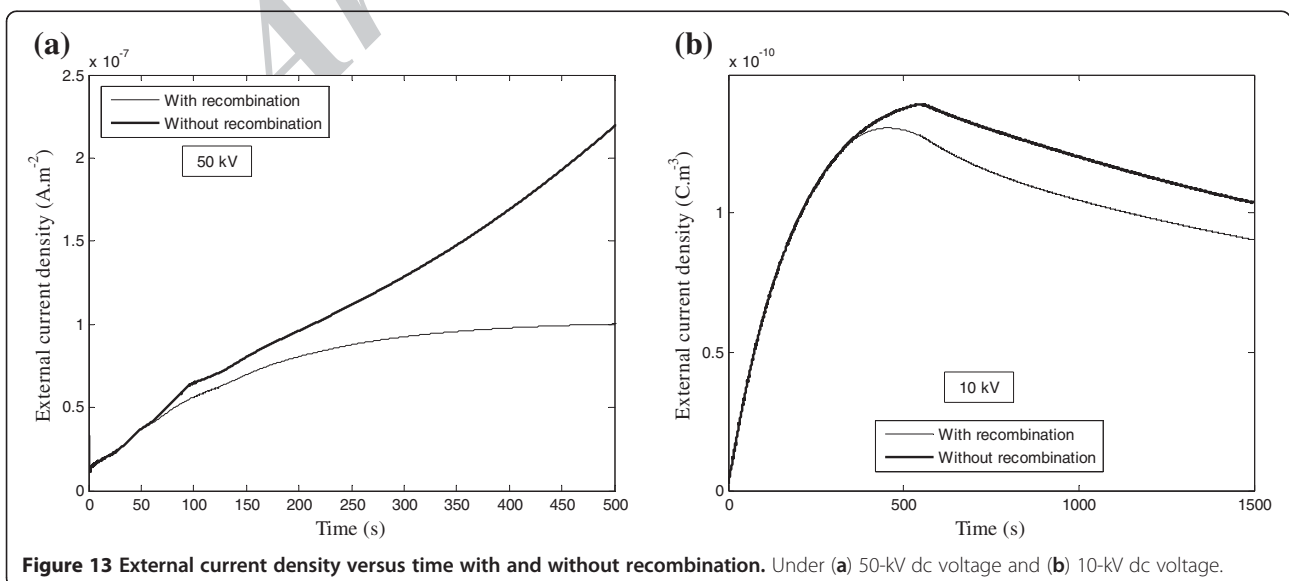 (a)
x 10-7
2.5
2
1.5
1
0.5
0
With recombination
Without recombination
50 kV
External current density (A.m-2)
0 50 100 150 200 250 300 350 400 450 500
Time (s)
(b)
x 10-10
1
0.5
0
10 kV
With recombination
Without recombination
External current density (C.m-3)
0 500 1000 1500
Time (s)
Figure 13 External current density versus time with and without recombination. Under (a) 50-kV dc voltage and (b) 10-kV dc voltage.